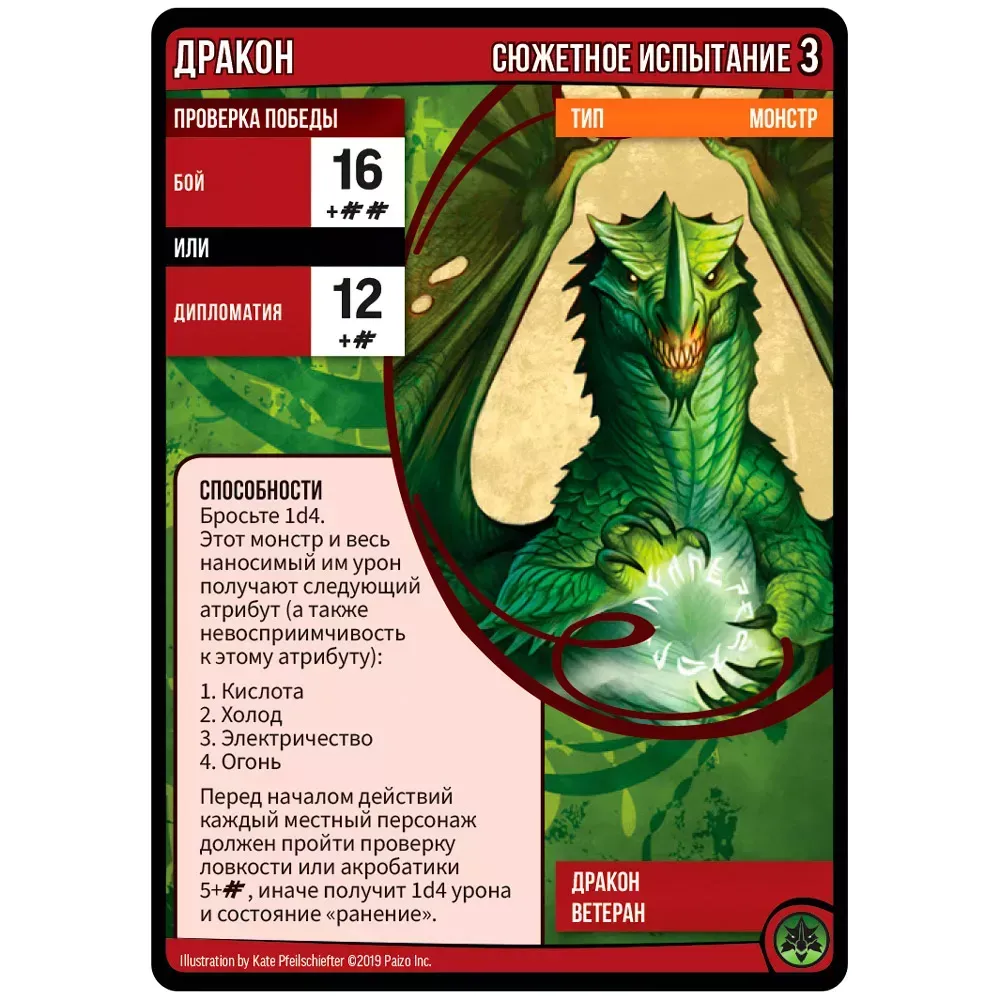 ДРАКОН
СЮЖЕТНОЕ ИСПЫТАНИЕ 3
ПРОВЕРКА ПОБЕДЫ
БОЙ
16
+##
ИЛИ
ДИПЛОМАТИЯ
12
+#
ТИП МОНСТР
СПОСОБНОСТИ
Бросьте 1d4.
Этот монстр и весь
наносимый им урон
получают следующий
атрибут (а также
невосприимчивость
к этому атрибуту):
1. Кислота
2. Холод
3. Электричество
4. Огонь
Перед началом действий
каждый местный персонаж
должен пройти проверку
ловкости или акробатики
5+# , иначе получит 1d4 урона
и состояние «ранение».
ДРАКОН
ВЕТЕРАН
Illustration by Kate Pfeilschiefter ©2019 Paizo Inc.